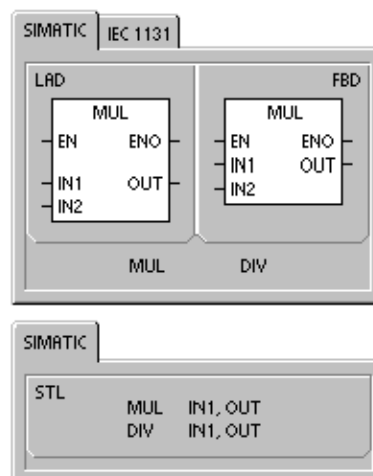 SIMATIC IEC 1131
LAD FBD
MUL MUL
EN ENO EN ENO
IN1 OUT
IN1 OUT IN2
IN2
MUL DIV
SIMATIC
STL
MUL IN1, OUT
DIV IN1, OUT